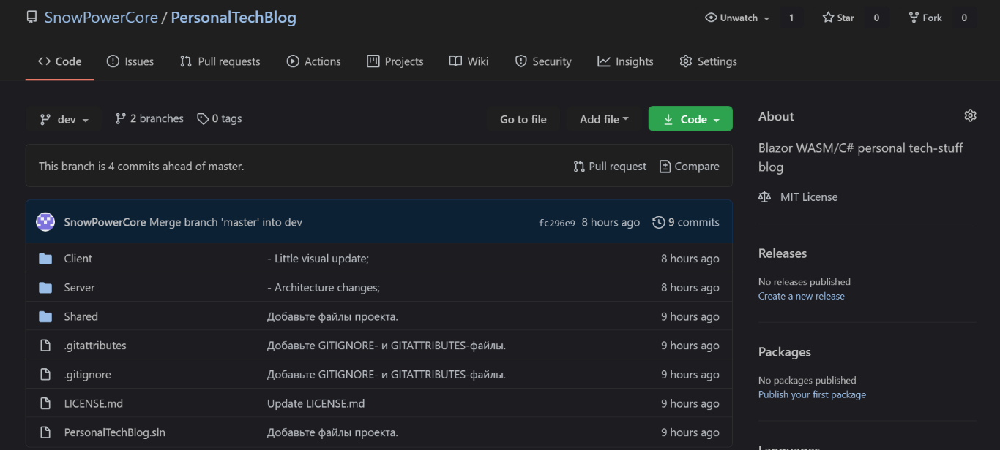 SnowPowerCore / PersonalTechBlog
Unwatch 1 Star 0 Fork 0
Code Issues Pull requests Actions Projects Wiki Security Insights Settings
dev 2 branches 0 tags Go to file Add file Code
This branch is 4 commits ahead of master. Pull request Compare
SnowPowerCore Merge branch 'master' into dev fc296e9 8 hours ago 9 commits
Client - Little visual update; 8 hours ago
Server - Architecture changes; 8 hours ago
Shared Добавьте файлы проекта. 9 hours ago
.gitattributes Добавьте GITIGNORE- и GITATTRIBUTES-файлы. 9 hours ago
.gitignore Добавьте GITIGNORE- и GITATTRIBUTES-файлы. 9 hours ago
LICENSE.md Update LICENSE.md 9 hours ago
PersonalTechBlog.sln Добавьте файлы проекта. 9 hours ago
About
Blazor WASM/C# personal tech-stuff
blog
MIT License
Releases
No releases published
Create a new release
Packages
No packages published
Publish your first package
Languages